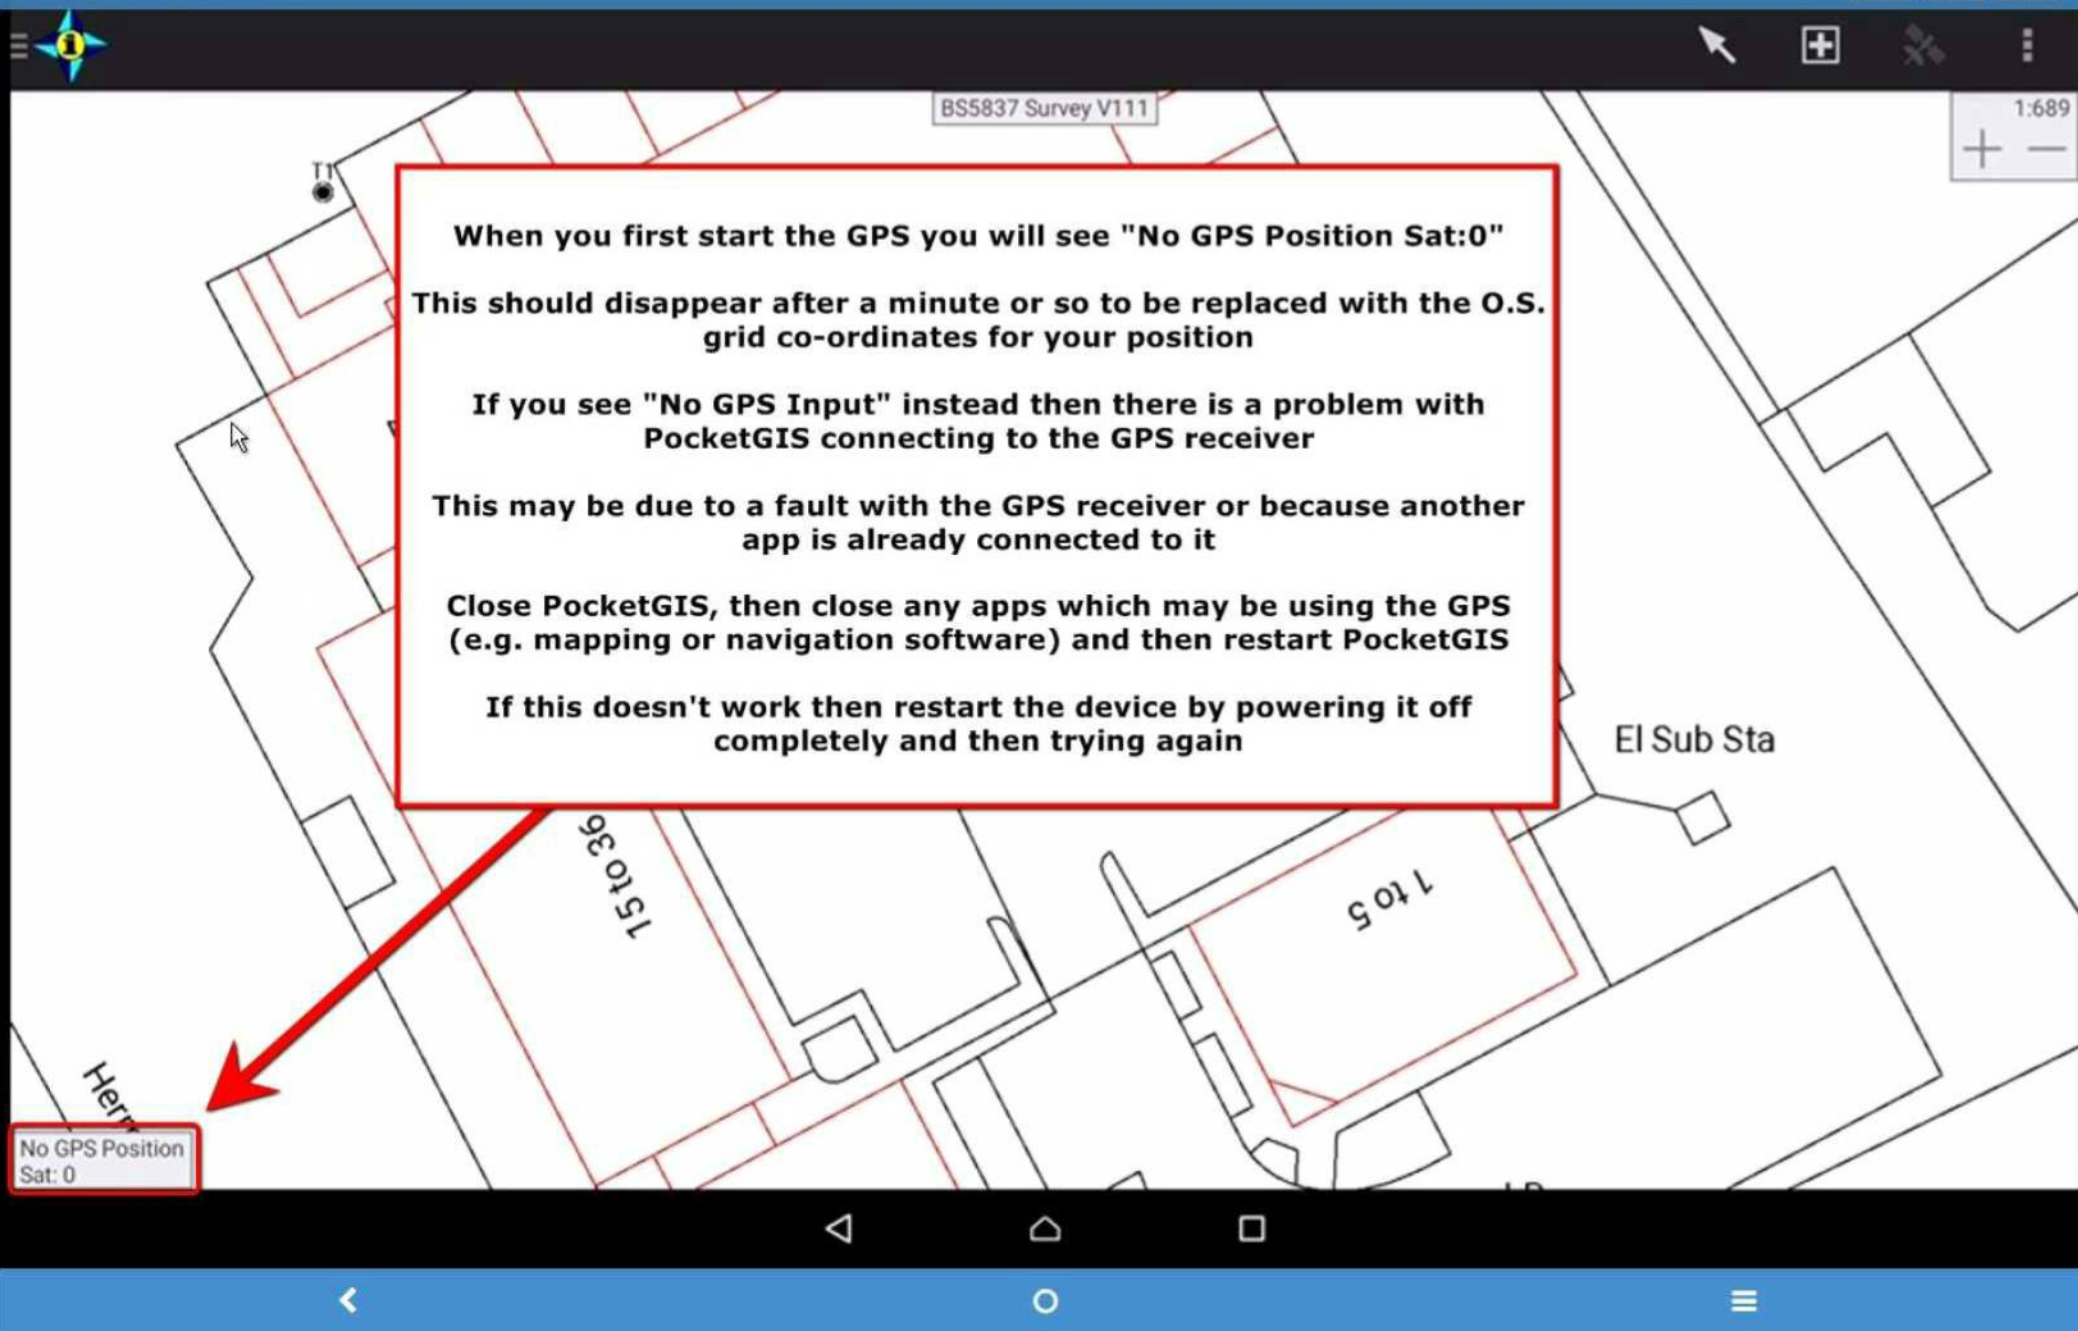 BS5837 Survey V111
1:689
T1
When you first start the GPS you will see "No GPS Position Sat:0"
This should disappear after a minute or so to be replaced with the O.S.
grid co-ordinates for your position
If you see "No GPS Input" instead then there is a problem with
PocketGIS connecting to the GPS receiver
This may be due to a fault with the GPS receiver or because another
app is already connected to it
Close PocketGIS, then close any apps which may be using the GPS
(e.g. mapping or navigation software) and then restart PocketGIS
If this doesn't work then restart the device by powering it off
completely and then trying again
El Sub Sta
15 to 36
1 to 5
No GPS Position
Sat: 0